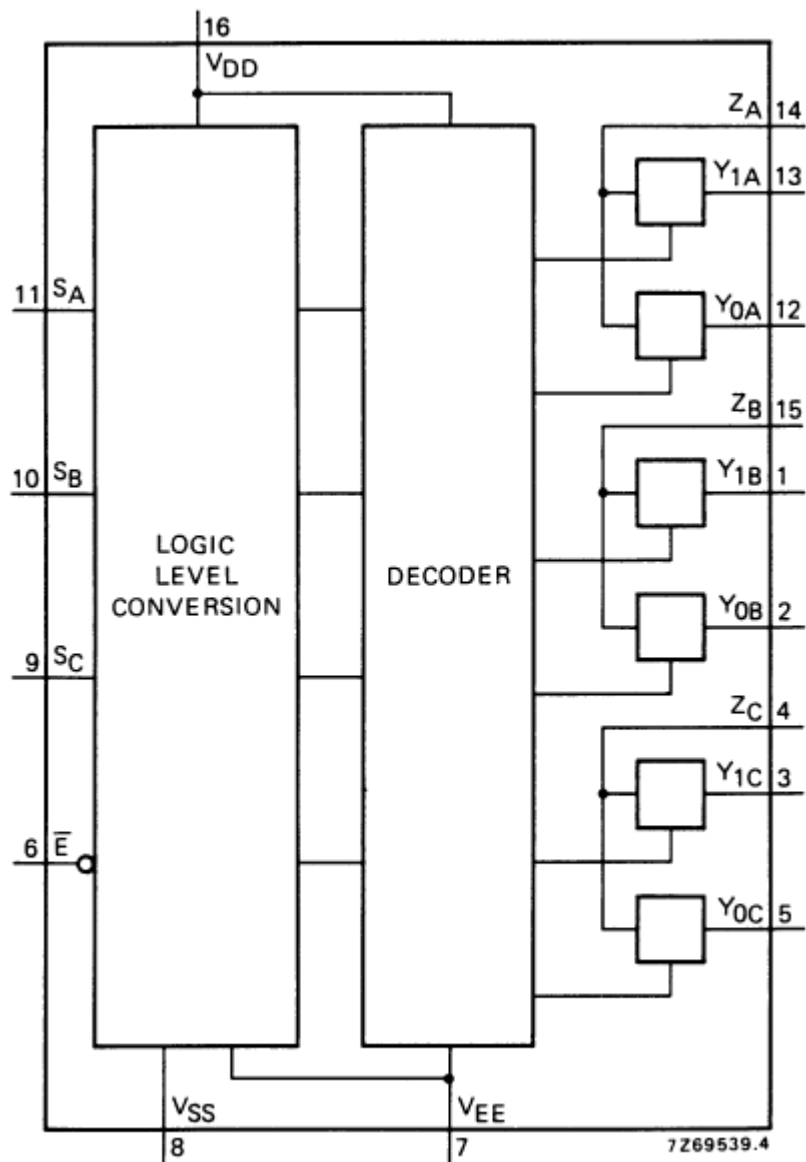 16
VDD
ZA 14
Y1A 13
11 SA
Y0A 12
ZB 15
10 SB
Y1B 1
LOGIC
LEVEL
CONVERSION
DECODER
Y0B 2
9 SC
ZC 4
Y1C 3
6 E̅
Y0C 5
VSS
VEE
8
7
7Z69539.4